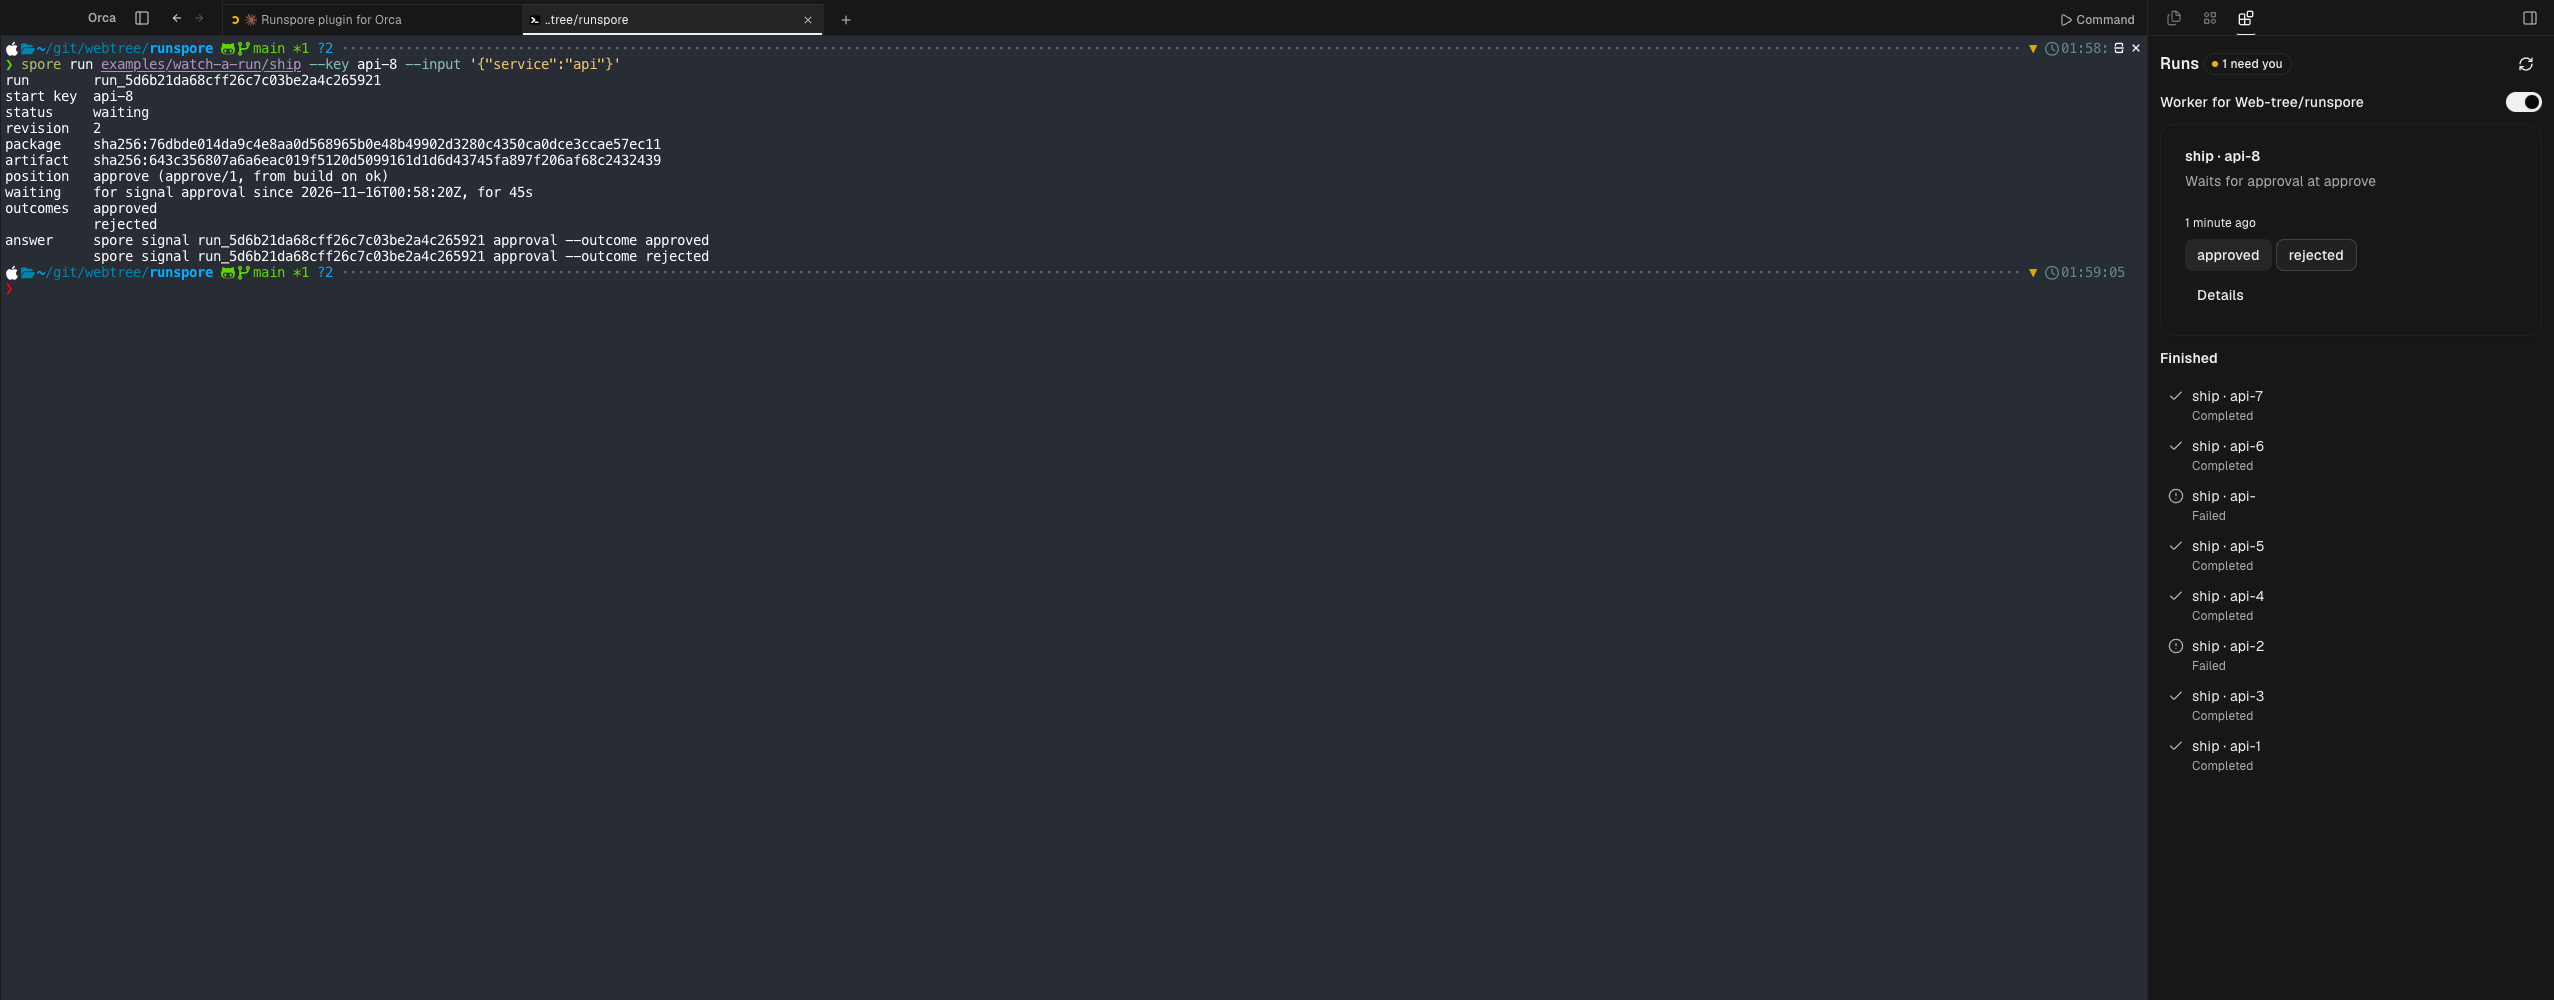 Orca
Runspore plugin for Orca
..tree/runspore
Command
~/git/webtree/runspore main *1 ?2
01:58:
❯ spore run examples/watch-a-run/ship --key api-8 --input '{"service":"api"}'
run run_5d6b21da68cff26c7c03be2a4c265921
start key api-8
status waiting
revision 2
package sha256:76dbde014da9c4e8aa0d568965b0e48b49902d3280c4350ca0dce3ccae57ec11
artifact sha256:643c356807a6a6eac019f5120d5099161d1d6d43745fa897f206af68c2432439
position approve (approve/1, from build on ok)
waiting for signal approval since 2026-11-16T00:58:20Z, for 45s
outcomes approved
rejected
answer spore signal run_5d6b21da68cff26c7c03be2a4c265921 approval --outcome approved
spore signal run_5d6b21da68cff26c7c03be2a4c265921 approval --outcome rejected
~/git/webtree/runspore main *1 ?2
01:59:05
❯
Runs
1 need you
Worker for Web-tree/runspore
ship · api-8
Waits for approval at approve
1 minute ago
approved rejected
Details
Finished
ship · api-7
Completed
ship · api-6
Completed
ship · api-
Failed
ship · api-5
Completed
ship · api-4
Completed
ship · api-2
Failed
ship · api-3
Completed
ship · api-1
Completed